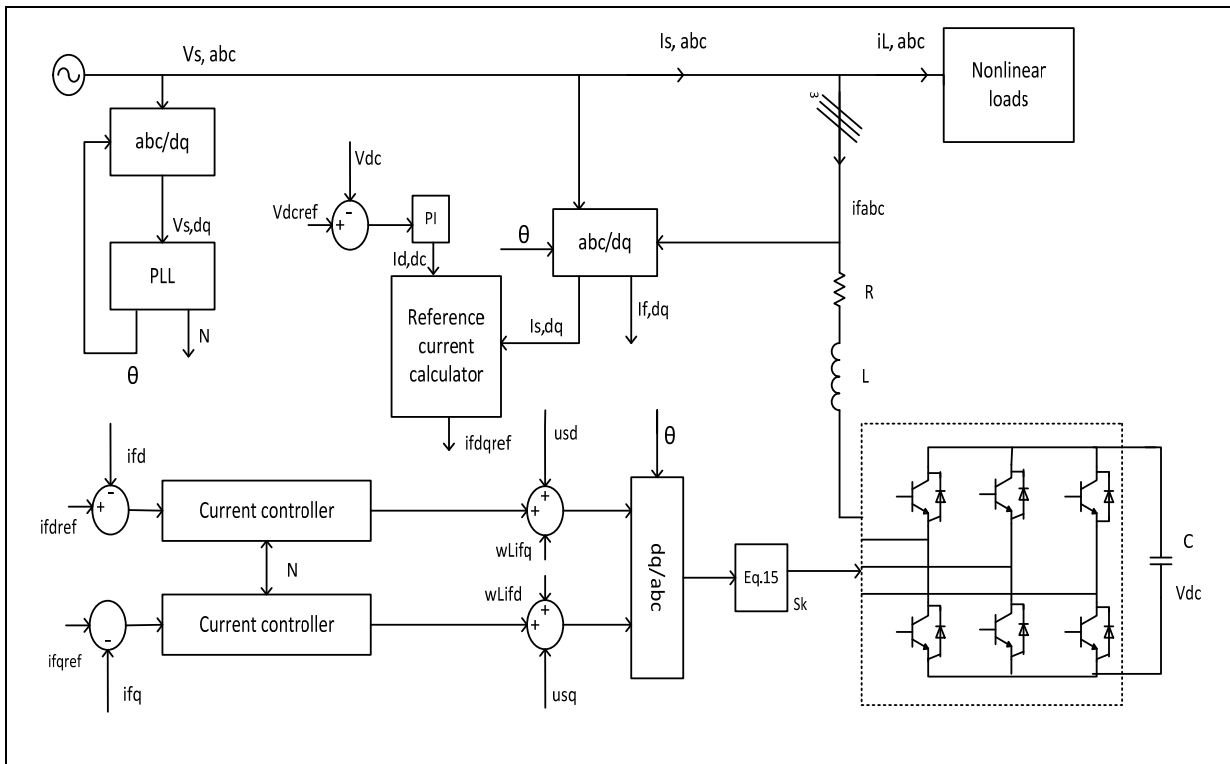 Vs, abc
Is, abc
iL, abc
Nonlinear
loads
3
abc/dq
Vdc
ifabc
Vs,dq
Vdcref
-
+
PI
θ
abc/dq
PLL
Id,dc
R
Reference
current
calculator
Is,dq
If,dq
N
θ
L
ifdqref
usd
θ
ifd
-
+
ifdref
Current controller
+
+
+
wLifq
N
dq/abc
Eq.15
Sk
C
Vdc
wLifd
+
+
+
Current controller
+
-
ifqref
ifq
usq